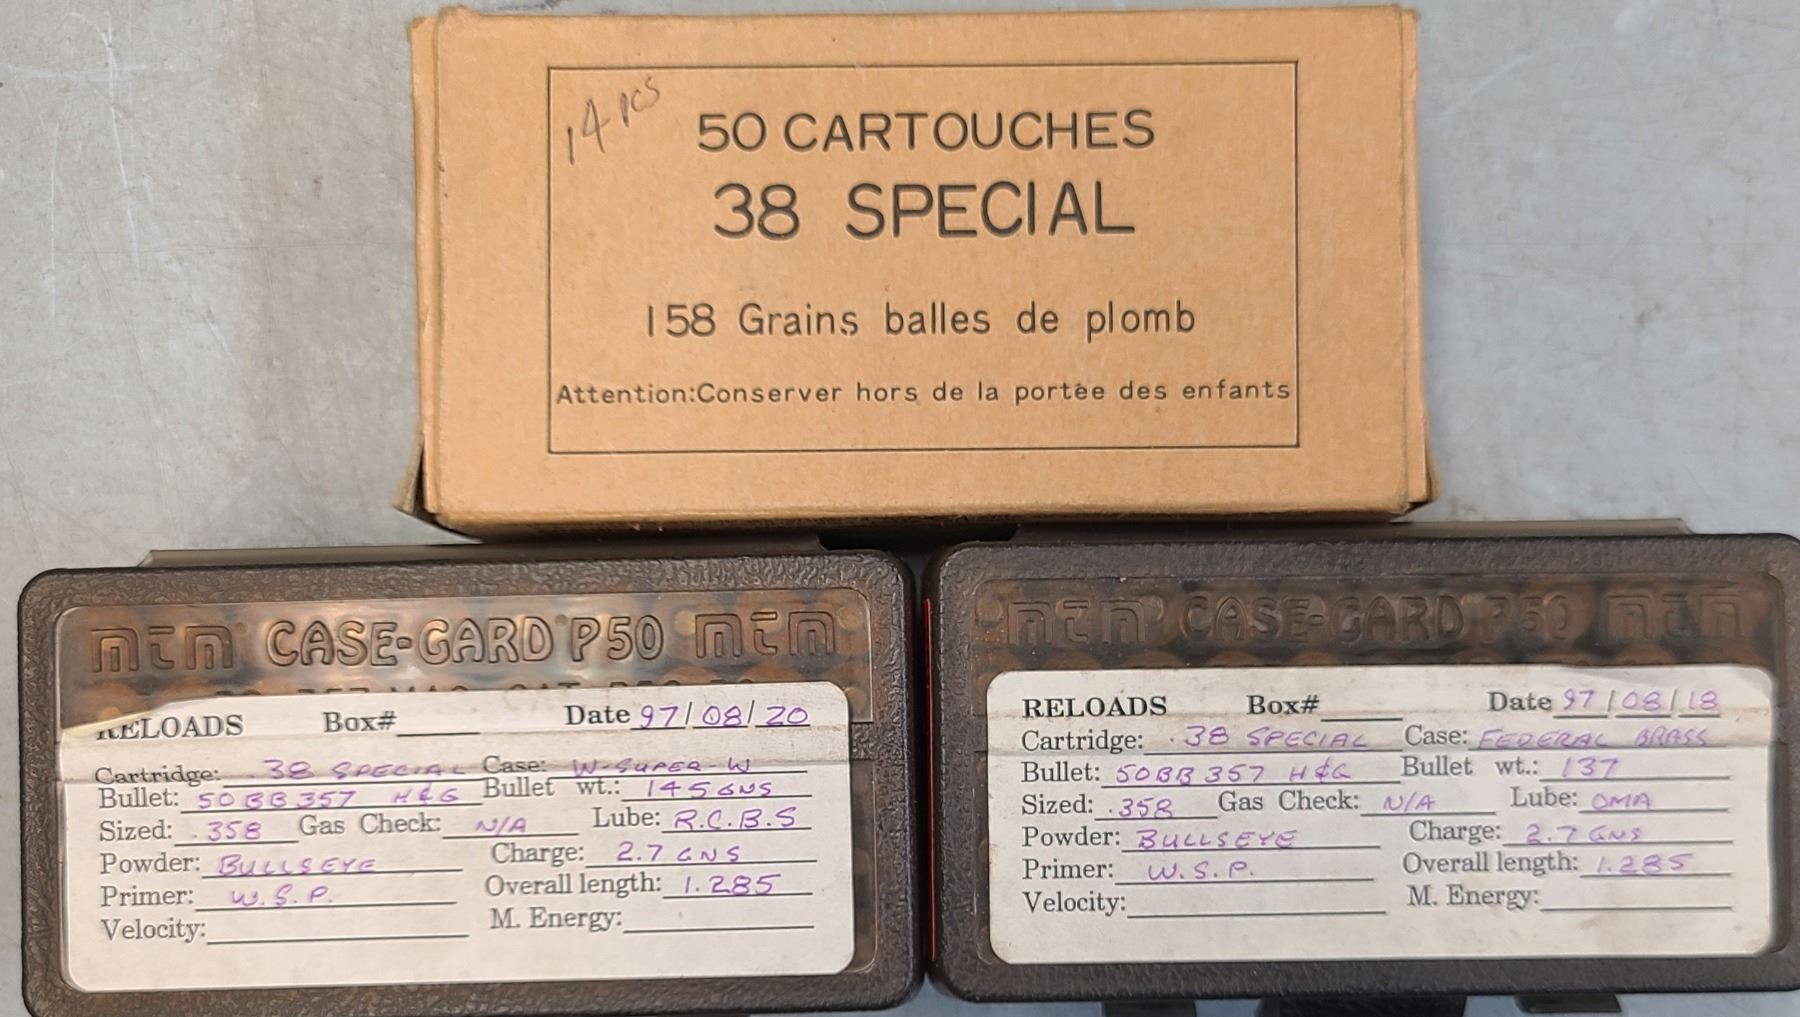 14 pcs
50 CARTOUCHES
38 SPECIAL
158 Grains balles de plomb
Attention:Conserver hors de la portée des enfants
MTM CASE-GARD® P50 MTM
RELOADS Box# Date 97/08/20
Cartridge: .38 SPECIAL Case: W-SUPER-W
Bullet: 50BB357 H&G Bullet wt.: 145 GNS
Sized: .358 Gas Check: N/A Lube: R.C.B.S
Powder: BULLSEYE Charge: 2.7 GNS
Primer: W.S.P. Overall length: 1.285
Velocity: M. Energy:
MTM CASE-GARD P50 MTM
RELOADS Box# Date 97/08/18
Cartridge: .38 SPECIAL Case: FEDERAL BRASS
Bullet: 50BB357 H&G Bullet wt.: 137
Sized: .358 Gas Check: N/A Lube: OMA
Powder: BULLSEYE Charge: 2.7 GNS
Primer: W.S.P. Overall length: 1.285
Velocity: M. Energy: